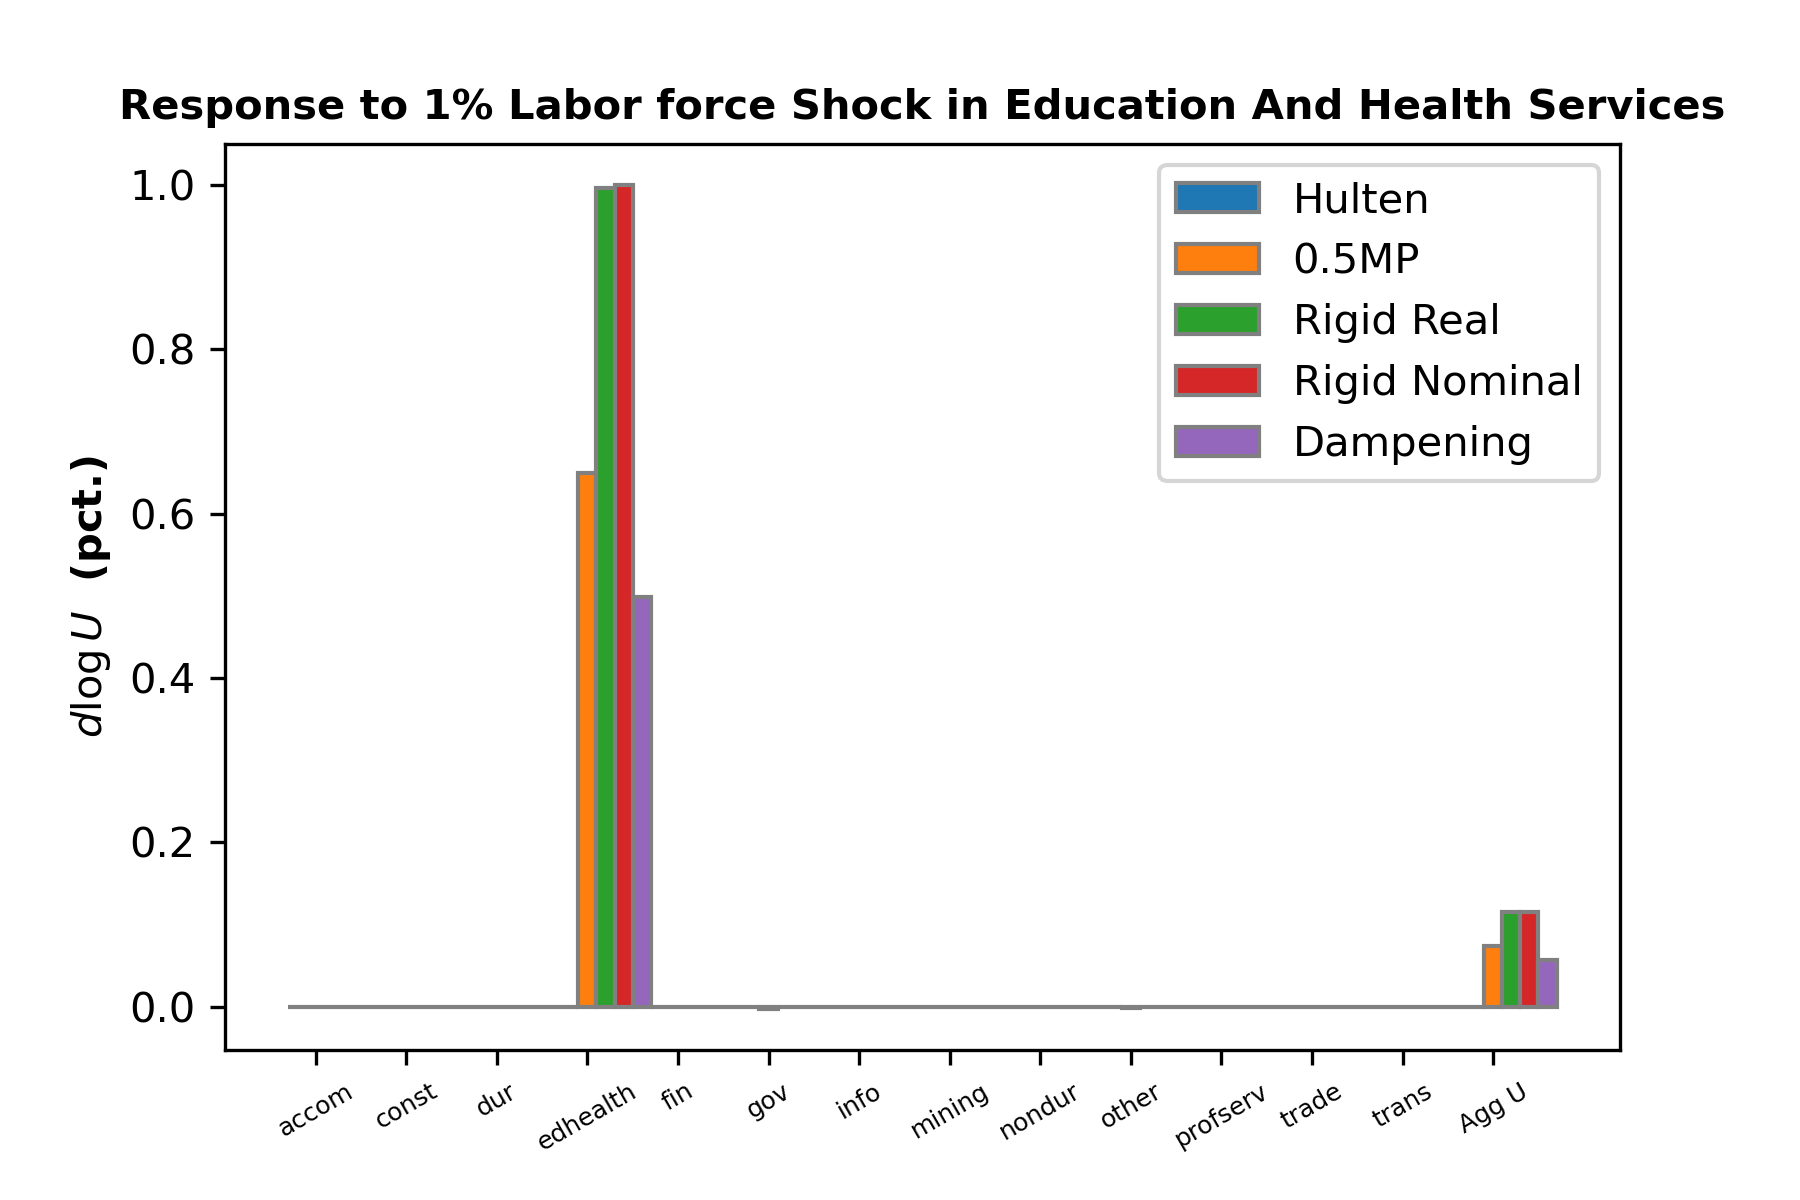 Response to 1% Labor force Shock in Education And Health Services
Hulten
0.5MP
Rigid Real
Rigid Nominal
Dampening
dlog U (pct.)
1.0
0.8
0.6
0.4
0.2
0.0
accom
const
dur
edhealth
fin
gov
info
mining
nondur
other
profserv
trade
trans
Agg U